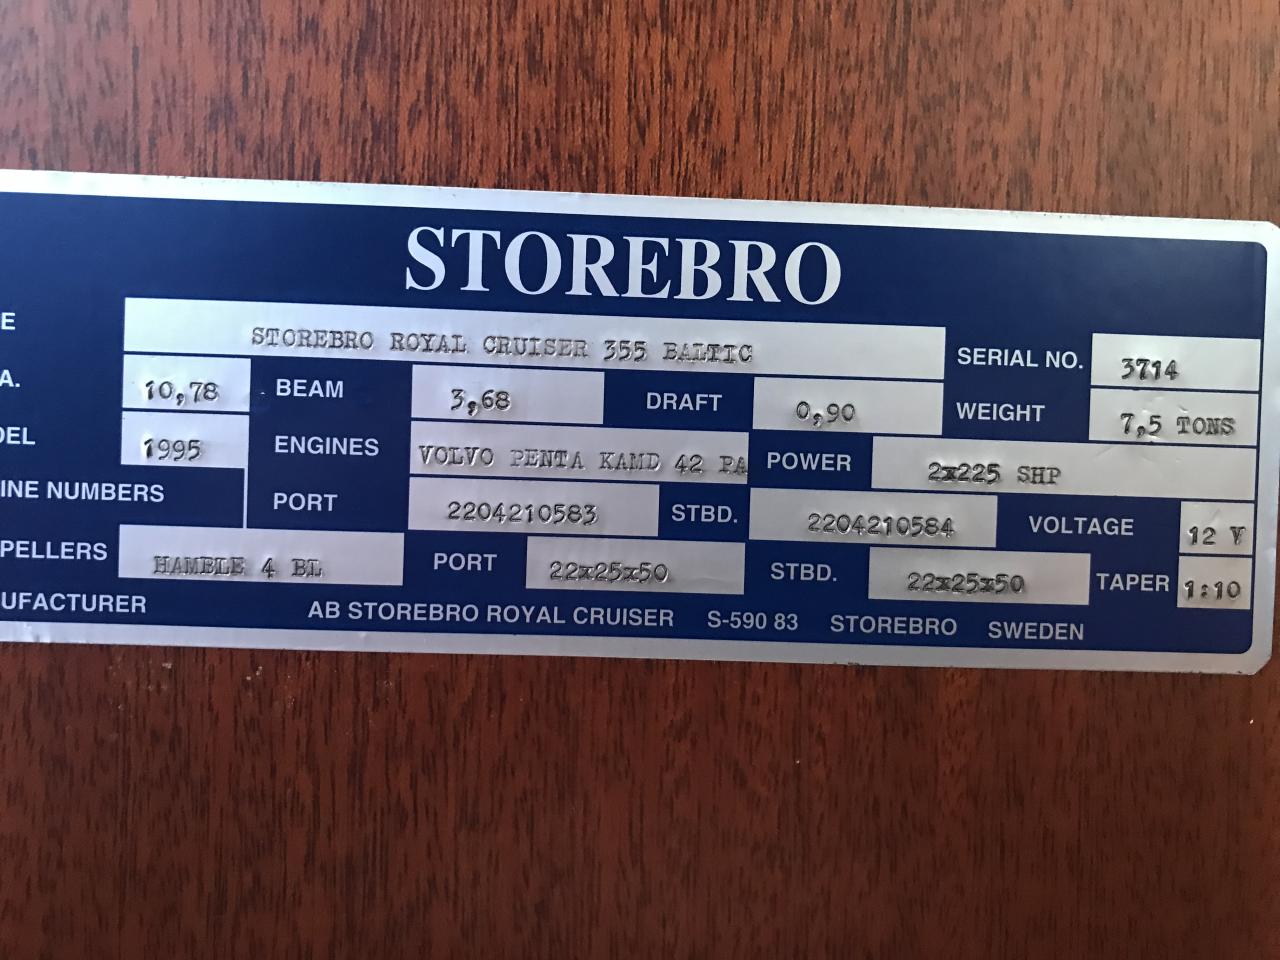 STOREBRO
E STOREBRO ROYAL CRUISER 355 BALTIC SERIAL NO. 3714
A. 10,78 BEAM 3,68 DRAFT 0,90 WEIGHT 7,5 TONS
DEL 1995 ENGINES VOLVO PENTA KAMD 42 PA POWER 2x225 SHP
INE NUMBERS PORT 2204210583 STBD. 2204210584 VOLTAGE 12 V
PELLERS HAMBLE 4 BL PORT 22x25x50 STBD. 22x25x50 TAPER 1:10
UFACTURER AB STOREBRO ROYAL CRUISER S-590 83 STOREBRO SWEDEN